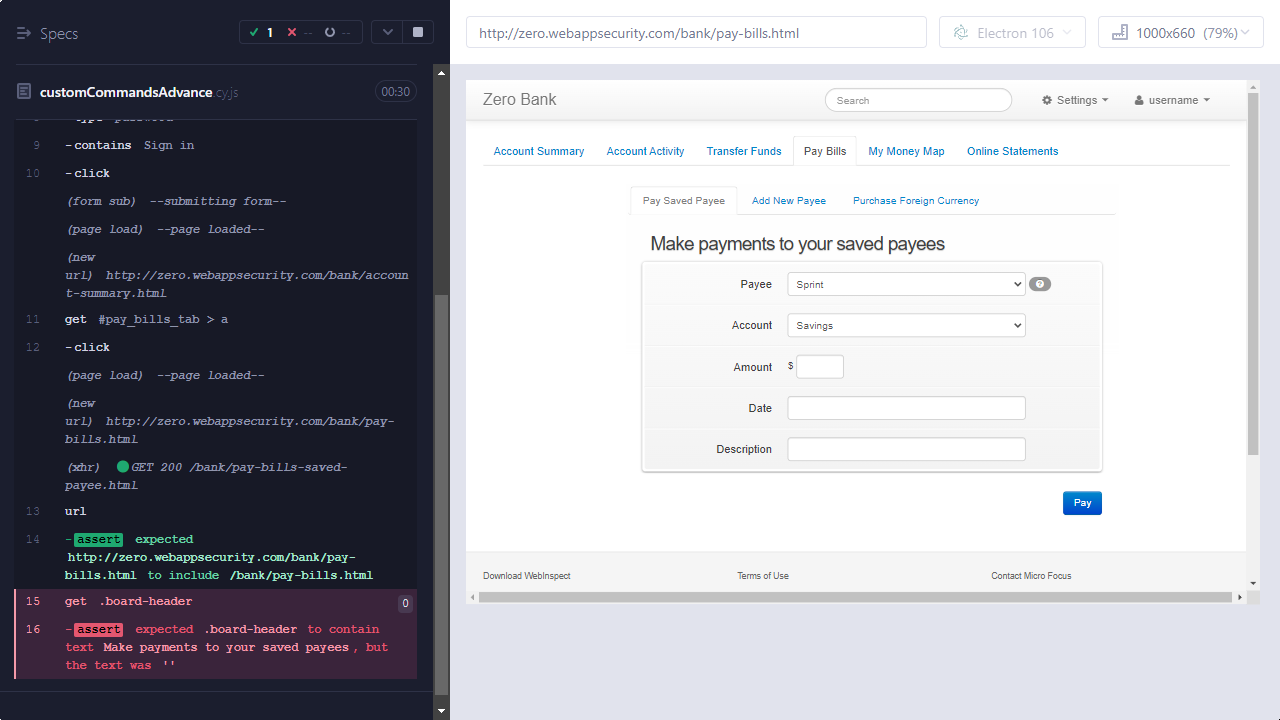 Specs
1
--
--
http://zero.webappsecurity.com/bank/pay-bills.html
Electron 106
1000x660 (79%)
customCommandsAdvance.cy.js
00:30
9 -contains Sign in
10 -click
(form sub) --submitting form--
(page load) --page loaded--
(new
url) http://zero.webappsecurity.com/bank/accoun
t-summary.html
11 get #pay_bills_tab > a
12 -click
(page load) --page loaded--
(new
url) http://zero.webappsecurity.com/bank/pay-
bills.html
(xhr) GET 200 /bank/pay-bills-saved-
payee.html
13 url
14 -assert expected
http://zero.webappsecurity.com/bank/pay-
bills.html to include /bank/pay-bills.html
15 get .board-header 0
16 -assert expected .board-header to contain
text Make payments to your saved payees, but
the text was ''
Zero Bank
Search
Settings
username
Account Summary
Account Activity
Transfer Funds
Pay Bills
My Money Map
Online Statements
Pay Saved Payee
Add New Payee
Purchase Foreign Currency
Make payments to your saved payees
Payee Sprint ?
Account Savings
Amount $
Date
Description
Pay
Download WebInspect
Terms of Use
Contact Micro Focus